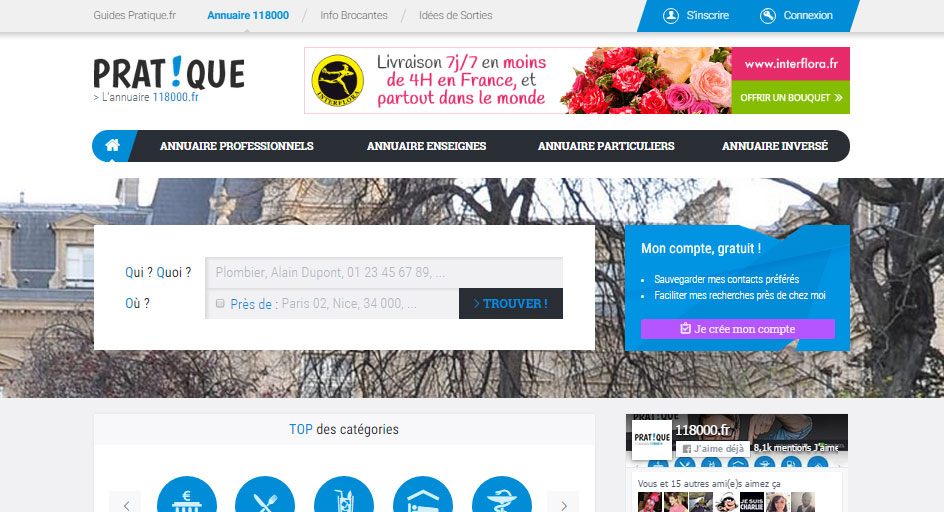 Guides Pratique.fr
Annuaire 118000
Info Brocantes
Idées de Sorties
S'inscrire
Connexion
PRAT!QUE
> L'annuaire 118000.fr
INTERFLORA
Livraison 7j/7 en moins
de 4H en France, et
partout dans le monde
www.interflora.fr
OFFRIR UN BOUQUET
ANNUAIRE PROFESSIONNELS
ANNUAIRE ENSEIGNES
ANNUAIRE PARTICULIERS
ANNUAIRE INVERSÉ
Qui ? Quoi ?
Plombier, Alain Dupont, 01 23 45 67 89, ...
Où ?
Près de : Paris 02, Nice, 34 000, ...
> TROUVER !
Mon compte, gratuit !
• Sauvegarder mes contacts préférés
• Faciliter mes recherches près de chez moi
Je crée mon compte
TOP des catégories
€
PRAT!QUE
118000.fr
J'aime déjà
8,1k mentions J'aime
Vous et 15 autres ami(e)s aimez ça
JE SUIS
CHARLIE